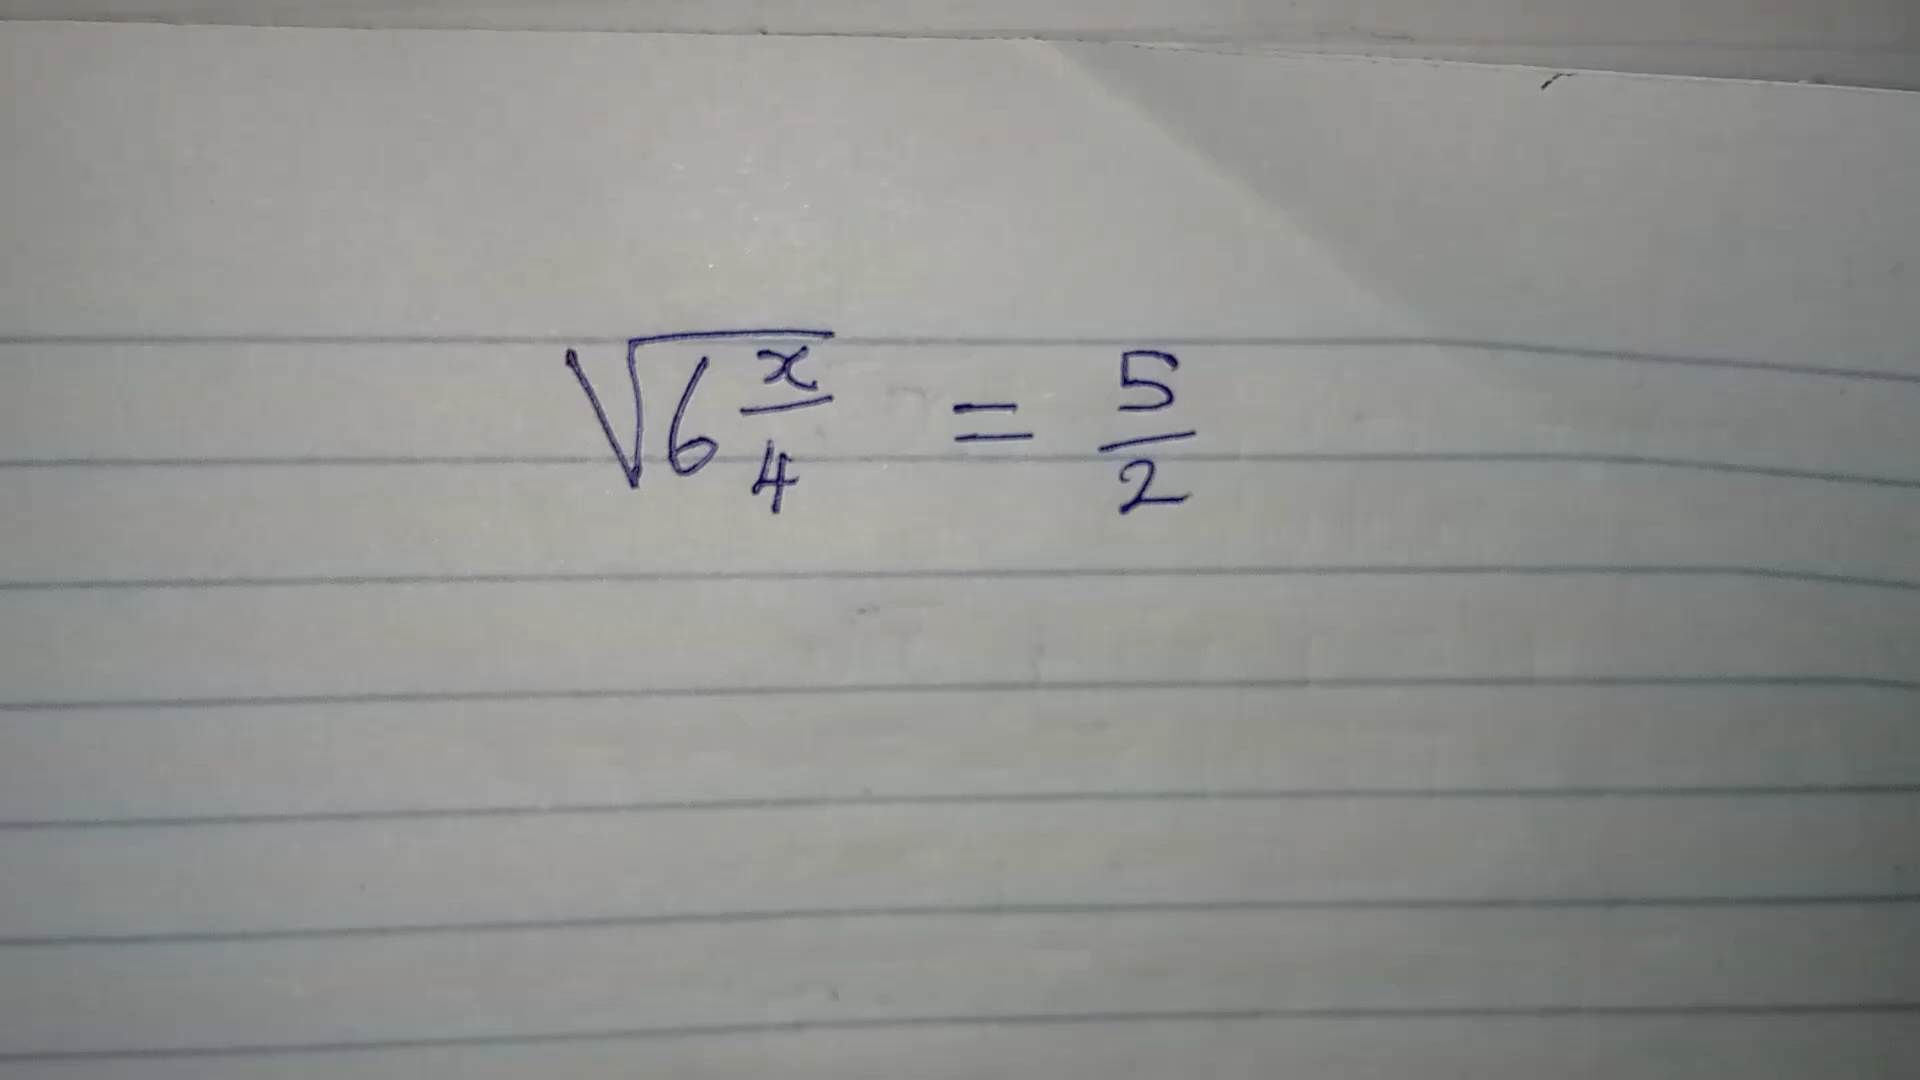 √(6 x/4) = 5/2